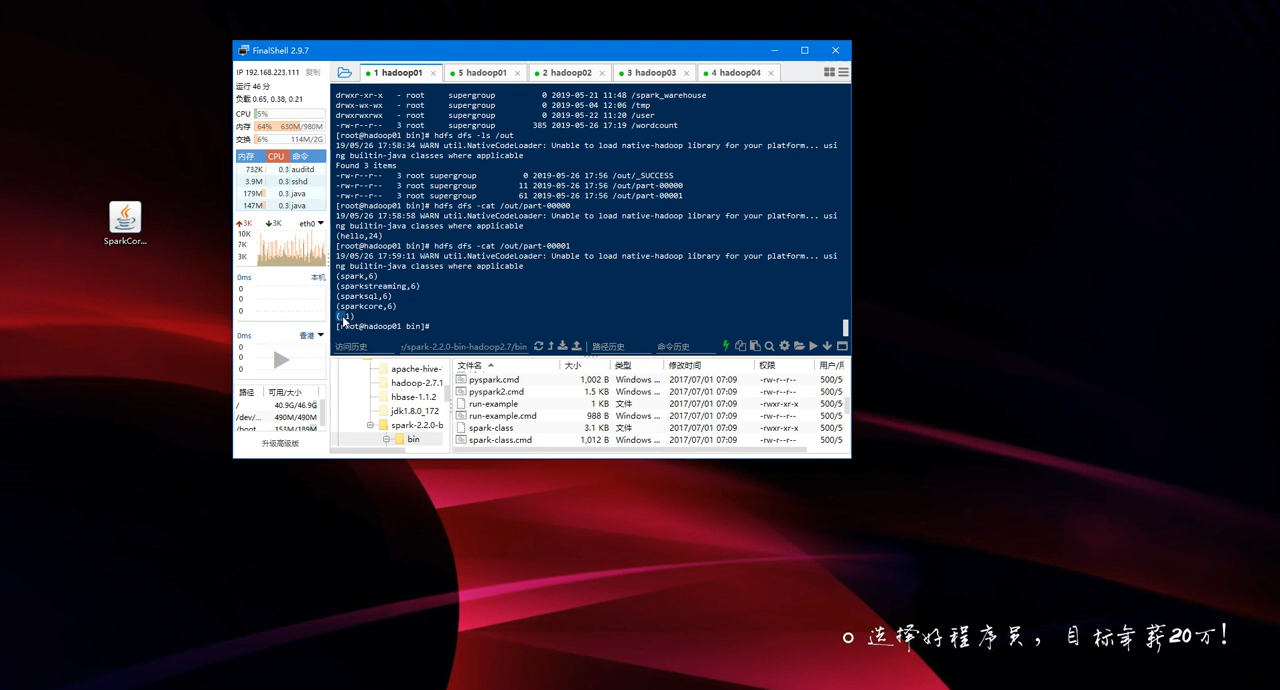 FinalShell 2.9.7
IP 192.168.223.111 复制
运行 46 分
负载 0.65, 0.38, 0.21
CPU 5%
内存 64% 630M/980M
交换 6% 114M/2G
内存 CPU 命令
732K 0.3 auditd
3.9M 0.3 sshd
179M 0.3 java
147M 0.3 java
3K 3K eth0
10K
7K
3K
0ms 本机
0
0
0ms 香港
0
0
0
路径 可用/大小
/ 40.9G/46.9G
/dev/... 490M/490M
/boot 153M/189M
升级高级版
1 hadoop01
5 hadoop01
2 hadoop02
3 hadoop03
4 hadoop04
drwxr-xr-x - root supergroup 0 2019-05-21 11:48 /spark_warehouse
drwx-wx-wx - root supergroup 0 2019-05-04 12:06 /tmp
drwxrwxrwx - root supergroup 0 2019-05-22 11:20 /user
-rw-r--r-- 3 root supergroup 385 2019-05-26 17:19 /wordcount
[root@hadoop01 bin]# hdfs dfs -ls /out
19/05/26 17:58:34 WARN util.NativeCodeLoader: Unable to load native-hadoop library for your platform... usi
ng builtin-java classes where applicable
Found 3 items
-rw-r--r-- 3 root supergroup 0 2019-05-26 17:56 /out/_SUCCESS
-rw-r--r-- 3 root supergroup 11 2019-05-26 17:56 /out/part-00000
-rw-r--r-- 3 root supergroup 61 2019-05-26 17:56 /out/part-00001
[root@hadoop01 bin]# hdfs dfs -cat /out/part-00000
19/05/26 17:58:58 WARN util.NativeCodeLoader: Unable to load native-hadoop library for your platform... usi
ng builtin-java classes where applicable
(hello,24)
[root@hadoop01 bin]# hdfs dfs -cat /out/part-00001
19/05/26 17:59:11 WARN util.NativeCodeLoader: Unable to load native-hadoop library for your platform... usi
ng builtin-java classes where applicable
(spark,6)
(sparkstreaming,6)
(sparksql,6)
(sparkcore,6)
(,1)
[root@hadoop01 bin]#
访问历史 :/spark-2.2.0-bin-hadoop2.7/bin 路径历史 命令历史
apache-hive-
hadoop-2.7.1
hbase-1.1.2
jdk1.8.0_172
spark-2.2.0-b
bin
文件名 大小 类型 修改时间 权限 用户/用
pyspark.cmd 1,002 B Windows ... 2017/07/01 07:09 -rw-r--r-- 500/5
pyspark2.cmd 1.5 KB Windows ... 2017/07/01 07:09 -rw-r--r-- 500/5
run-example 1 KB 文件 2017/07/01 07:09 -rwxr-xr-x 500/5
run-example.cmd 988 B Windows ... 2017/07/01 07:09 -rw-r--r-- 500/5
spark-class 3.1 KB 文件 2017/07/01 07:09 -rwxr-xr-x 500/5
spark-class.cmd 1,012 B Windows ... 2017/07/01 07:09 -rw-r--r-- 500/5
SparkCor...
选择好程序员，目标年薪20万！